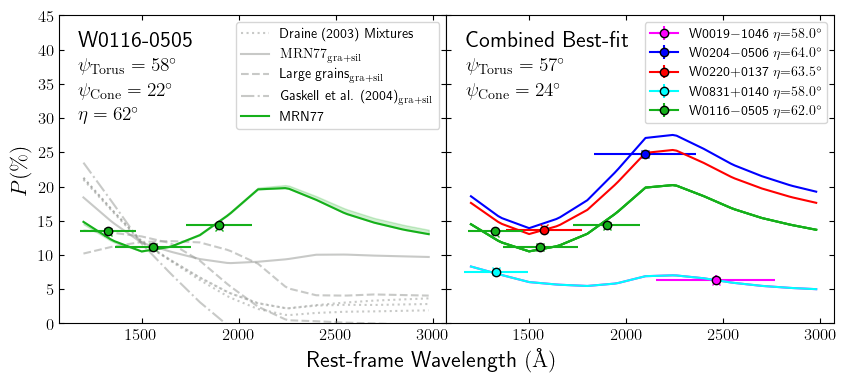 W0116-0505
ψTorus = 58°
ψCone = 22°
η = 62°
Draine (2003) Mixtures
MRN77gra+sil
Large grainsgra+sil
Gaskell et al. (2004)gra+sil
MRN77
Combined Best-fit
ψTorus = 57°
ψCone = 24°
W0019−1046 η=58.0°
W0204−0506 η=64.0°
W0220+0137 η=63.5°
W0831+0140 η=58.0°
W0116−0505 η=62.0°
P(%)
45
40
35
30
25
20
15
10
5
0
1500 2000 2500 3000 1500 2000 2500 3000
Rest-frame Wavelength (Å)